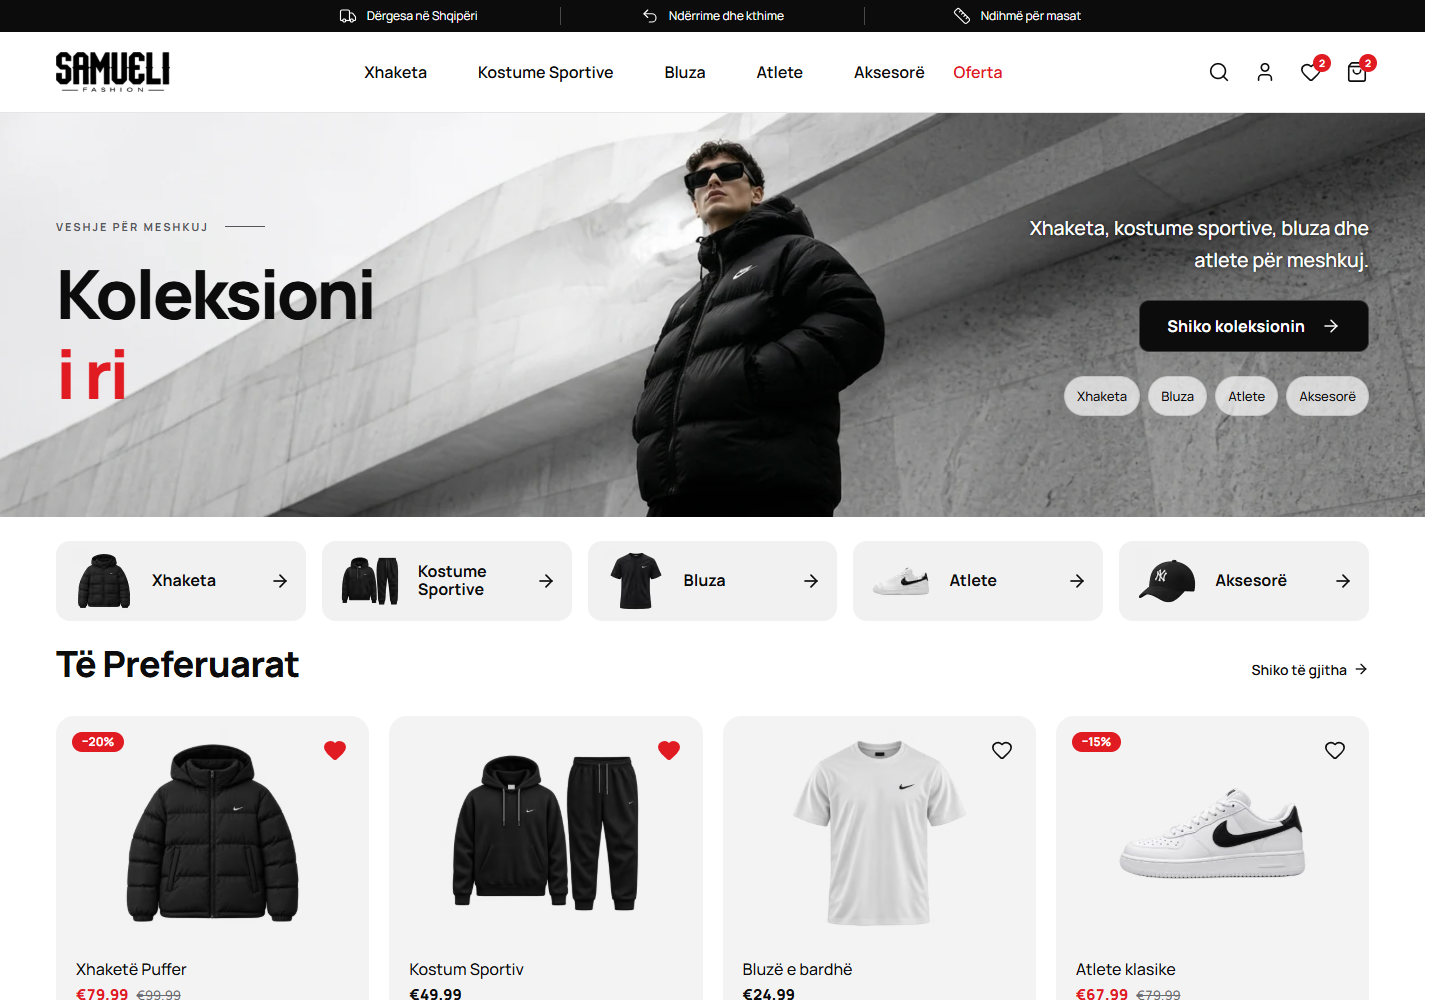 Dërgesa në Shqipëri
Ndërrime dhe kthime
Ndihmë për masat
SAMUELI
FASHION
Xhaketa
Kostume Sportive
Bluza
Atlete
Aksesorë
Oferta
2
2
VESHJE PËR MESHKUJ
Koleksioni
i ri
Xhaketa, kostume sportive, bluza dhe
atlete për meshkuj.
Shiko koleksionin
Xhaketa
Bluza
Atlete
Aksesorë
Xhaketa
Kostume
Sportive
Bluza
Atlete
NY
Aksesorë
Të Preferuarat
Shiko të gjitha
−20%
−15%
Xhaketë Puffer
€79.99 €99.99
Kostum Sportiv
€49.99
Bluzë e bardhë
€24.99
Atlete klasike
€67.99 €79.99